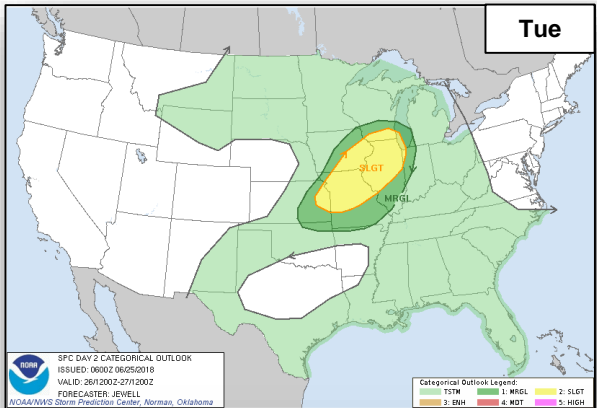 Tue
SLGT
MRGL
NOAA
SPC DAY 2 CATEGORICAL OUTLOOK
ISSUED: 0600Z 06/25/2018
VALID: 26/1200Z-27/1200Z
FORECASTER: JEWELL
NOAA/NWS Storm Prediction Center, Norman, Oklahoma
Categorical Outlook Legend:
TSTM 1: MRGL 2: SLGT
3: ENH 4: MDT 5: HIGH